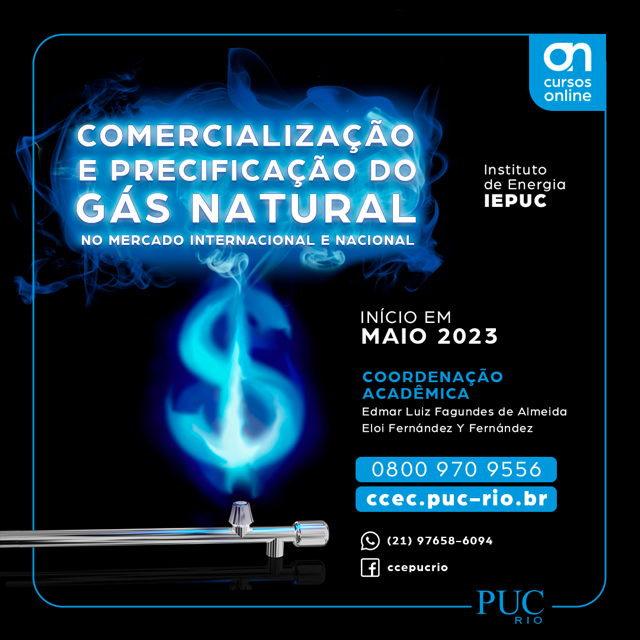 on
cursos
online
COMERCIALIZAÇÃO
E PRECIFICAÇÃO DO
GÁS NATURAL
NO MERCADO INTERNACIONAL E NACIONAL
Instituto
de Energia
IEPUC
INÍCIO EM
MAIO 2023
COORDENAÇÃO
ACADÊMICA
Edmar Luiz Fagundes de Almeida
Eloi Fernández Y Fernández
0800 970 9556
ccec.puc-rio.br
(21) 97658-6094
ccepucrio
PUC
RIO